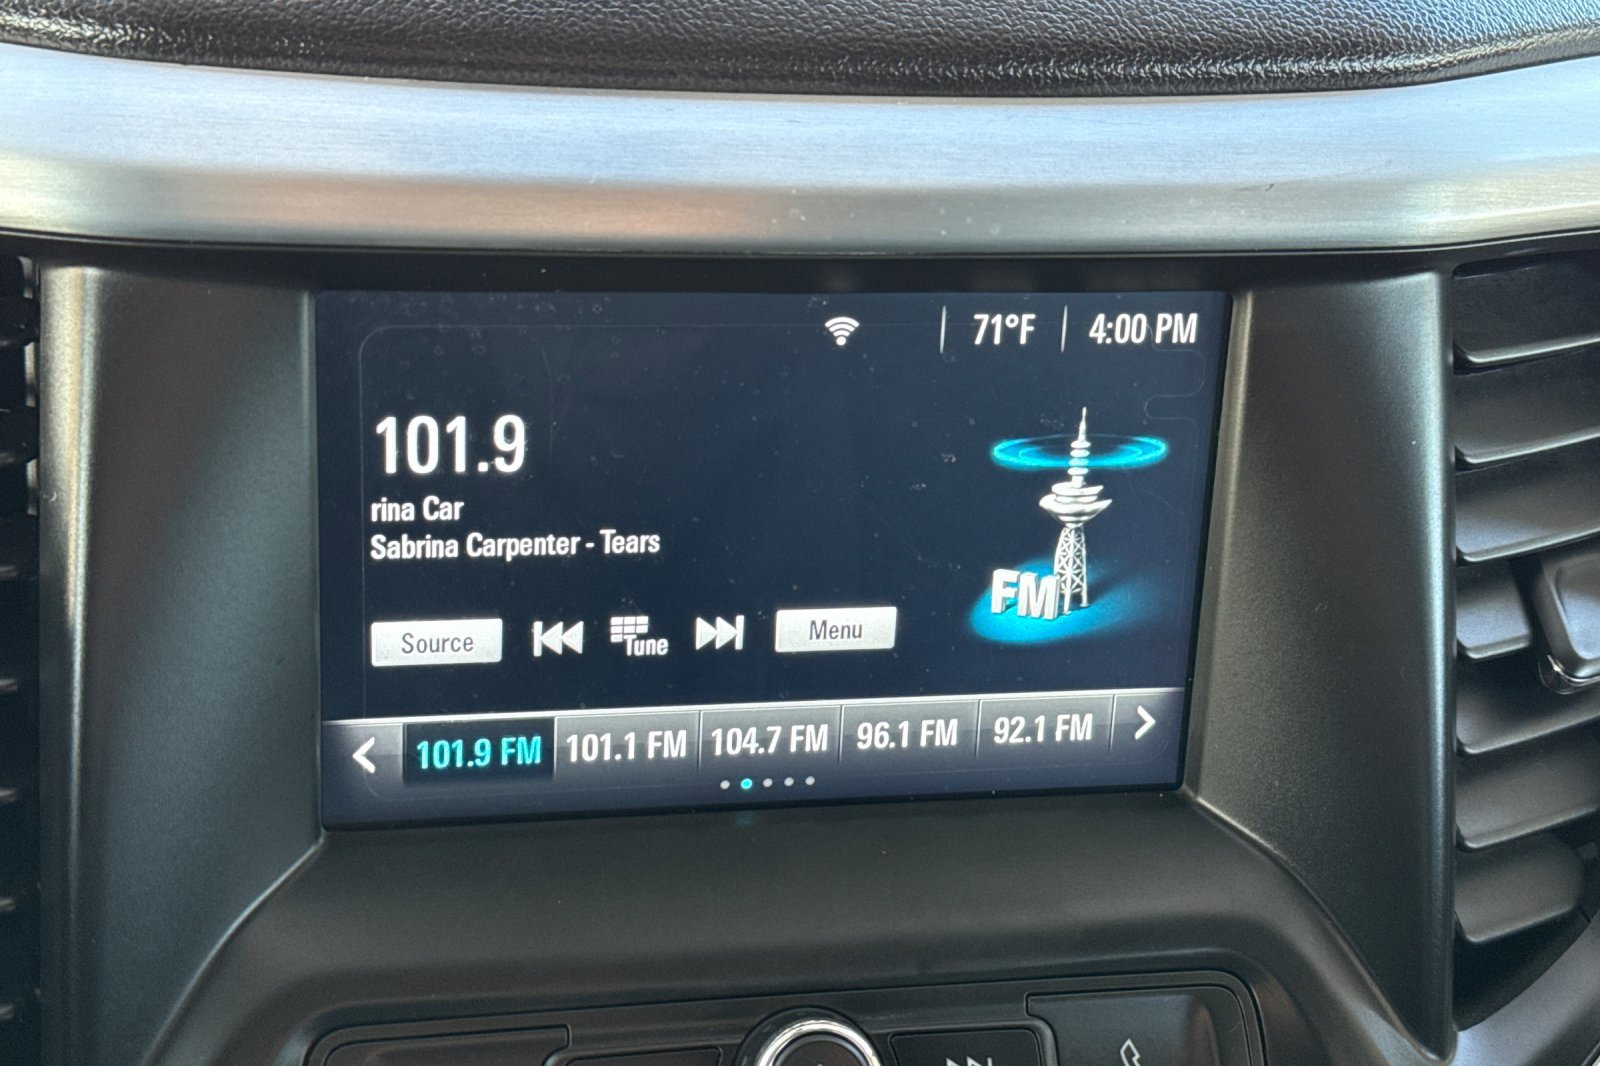 71°F 4:00 PM
101.9
rina Car
Sabrina Carpenter - Tears
FM
Source Tune Menu
101.9 FM 101.1 FM 104.7 FM 96.1 FM 92.1 FM